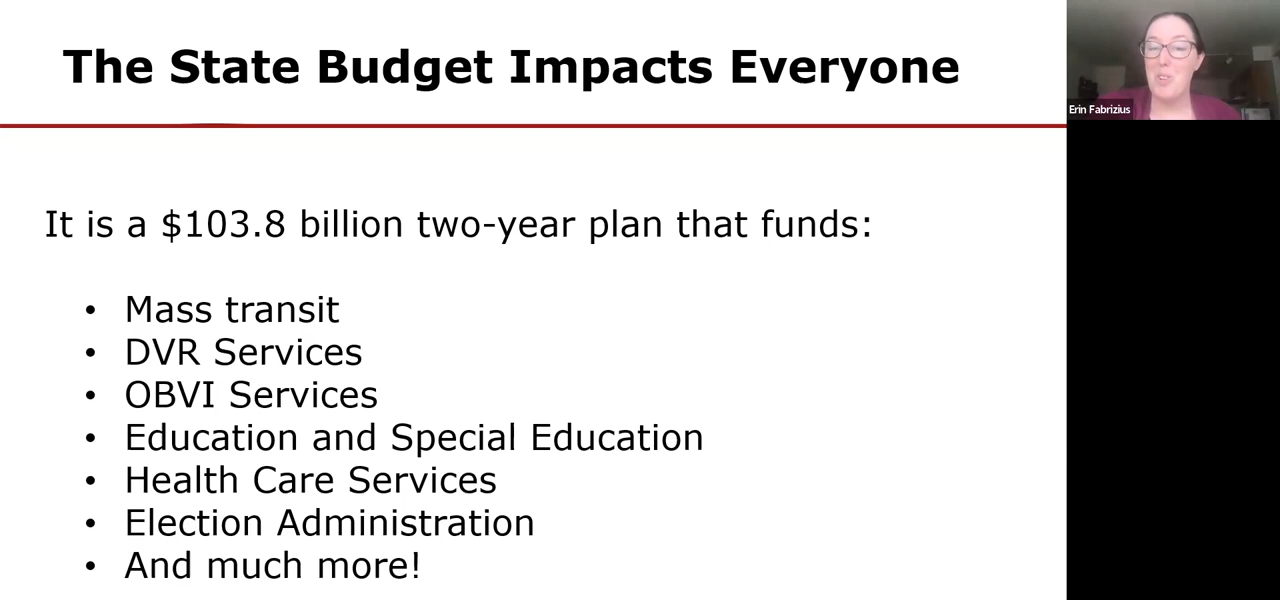 The State Budget Impacts Everyone
Erin Fabrizius
It is a $103.8 billion two-year plan that funds:
• Mass transit
• DVR Services
• OBVI Services
• Education and Special Education
• Health Care Services
• Election Administration
• And much more!